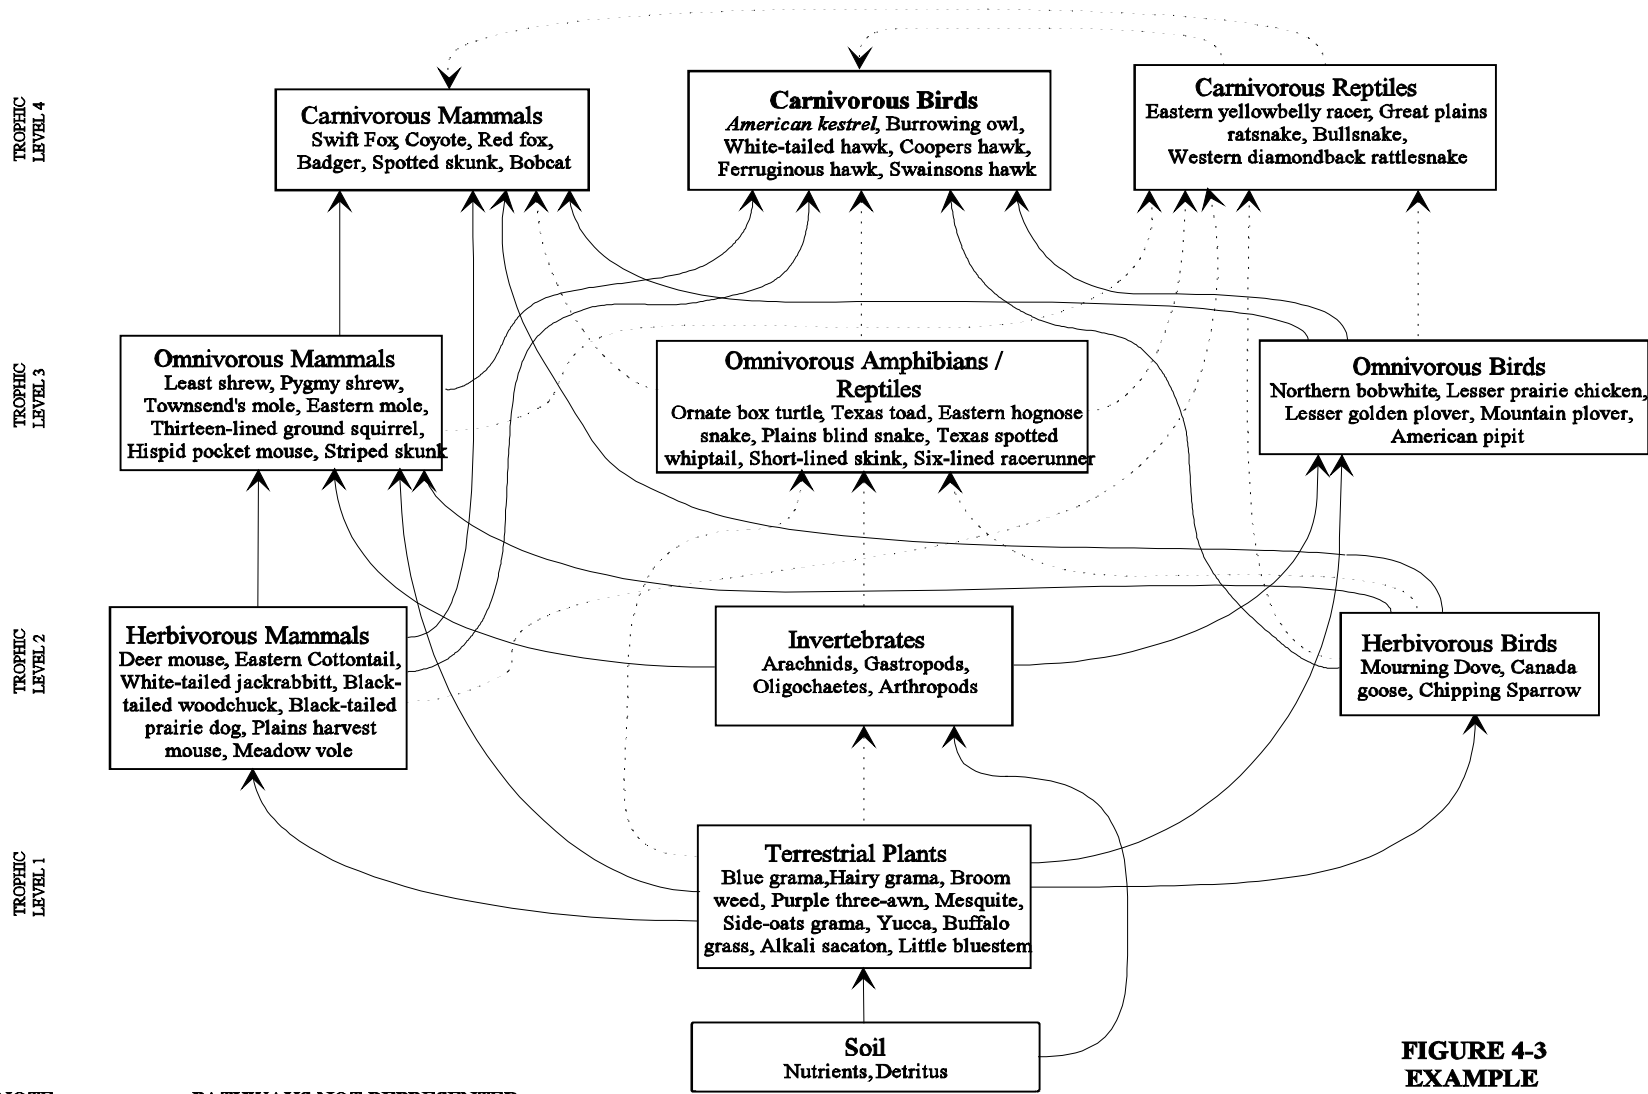 TROPHIC
LEVEL 4
Carnivorous Mammals
Swift Fox, Coyote, Red fox,
Badger, Spotted skunk, Bobcat
Carnivorous Birds
American kestrel, Burrowing owl,
White-tailed hawk, Coopers hawk,
Ferruginous hawk, Swainsons hawk
Carnivorous Reptiles
Eastern yellowbelly racer, Great plains
ratsnake, Bullsnake,
Western diamondback rattlesnake
TROPHIC
LEVEL 3
Omnivorous Mammals
Least shrew, Pygmy shrew,
Townsend's mole, Eastern mole,
Thirteen-lined ground squirrel,
Hispid pocket mouse, Striped skunk
Omnivorous Amphibians /
Reptiles
Ornate box turtle, Texas toad, Eastern hognose
snake, Plains blind snake, Texas spotted
whiptail, Short-lined skink, Six-lined racerunner
Omnivorous Birds
Northern bobwhite, Lesser prairie chicken,
Lesser golden plover, Mountain plover,
American pipit
TROPHIC
LEVEL 2
Herbivorous Mammals
Deer mouse, Eastern Cottontail,
White-tailed jackrabbitt, Black-
tailed woodchuck, Black-tailed
prairie dog, Plains harvest
mouse, Meadow vole
Invertebrates
Arachnids, Gastropods,
Oligochaetes, Arthropods
Herbivorous Birds
Mourning Dove, Canada
goose, Chipping Sparrow
TROPHIC
LEVEL 1
Terrestrial Plants
Blue grama,Hairy grama, Broom
weed, Purple three-awn, Mesquite,
Side-oats grama, Yucca, Buffalo
grass, Alkali sacaton, Little bluestem
Soil
Nutrients, Detritus
FIGURE 4-3
EXAMPLE
PATHWAYS NOT REPRESENTED